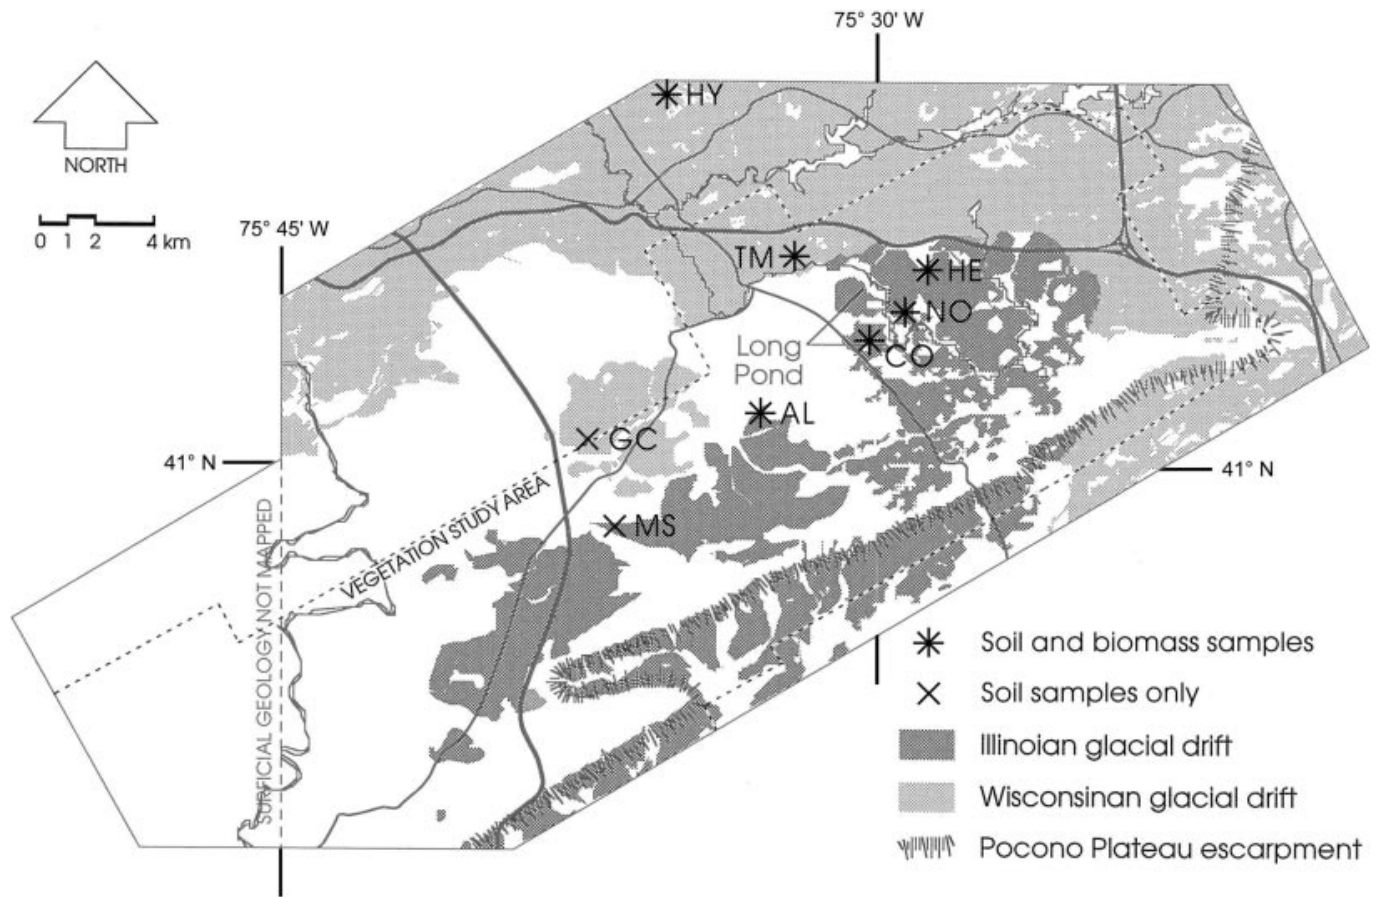 75° 30' W
HY
NORTH
0 1 2 4 km
75° 45' W
TM
HE
NO
CO
Long
Pond
AL
GC
41° N
41° N
VEGETATION STUDY AREA
MS
SURFICIAL GEOLOGY NOT MAPPED
Soil and biomass samples
Soil samples only
Illinoian glacial drift
Wisconsinan glacial drift
Pocono Plateau escarpment